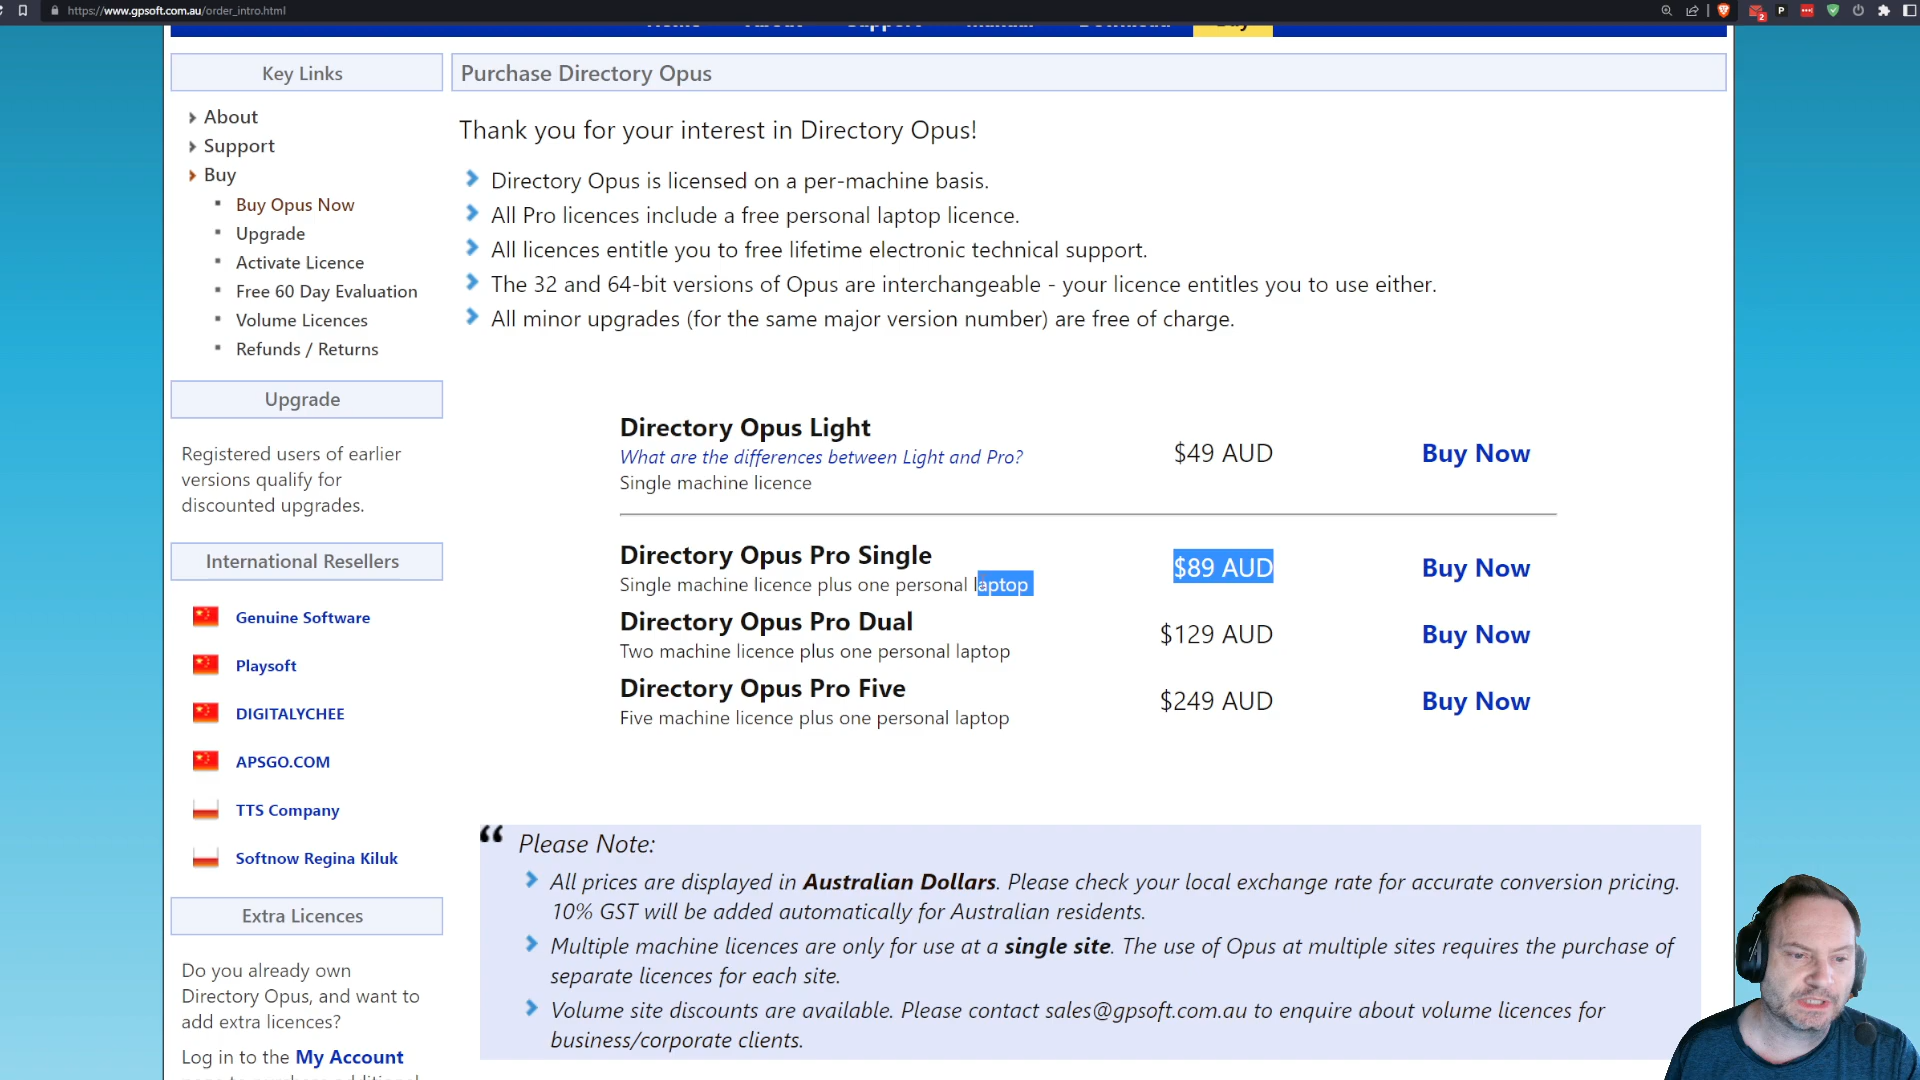 https://www.gpsoft.com.au/order_intro.html
Home About Support Manual Download Buy
Key Links
About
Support
Buy
Buy Opus Now
Upgrade
Activate Licence
Free 60 Day Evaluation
Volume Licences
Refunds / Returns
Upgrade
Registered users of earlier
versions qualify for
discounted upgrades.
International Resellers
Genuine Software
Playsoft
DIGITALYCHEE
APSGO.COM
TTS Company
Softnow Regina Kiluk
Extra Licences
Do you already own
Directory Opus, and want to
add extra licences?
Log in to the My Account
Purchase Directory Opus
Thank you for your interest in Directory Opus!
Directory Opus is licensed on a per-machine basis.
All Pro licences include a free personal laptop licence.
All licences entitle you to free lifetime electronic technical support.
The 32 and 64-bit versions of Opus are interchangeable - your licence entitles you to use either.
All minor upgrades (for the same major version number) are free of charge.
Directory Opus Light
What are the differences between Light and Pro?
Single machine licence
$49 AUD
Buy Now
Directory Opus Pro Single
Single machine licence plus one personal laptop
$89 AUD
Buy Now
Directory Opus Pro Dual
Two machine licence plus one personal laptop
$129 AUD
Buy Now
Directory Opus Pro Five
Five machine licence plus one personal laptop
$249 AUD
Buy Now
“ Please Note:
All prices are displayed in Australian Dollars. Please check your local exchange rate for accurate conversion pricing.
10% GST will be added automatically for Australian residents.
Multiple machine licences are only for use at a single site. The use of Opus at multiple sites requires the purchase of
separate licences for each site.
Volume site discounts are available. Please contact sales@gpsoft.com.au to enquire about volume licences for
business/corporate clients.